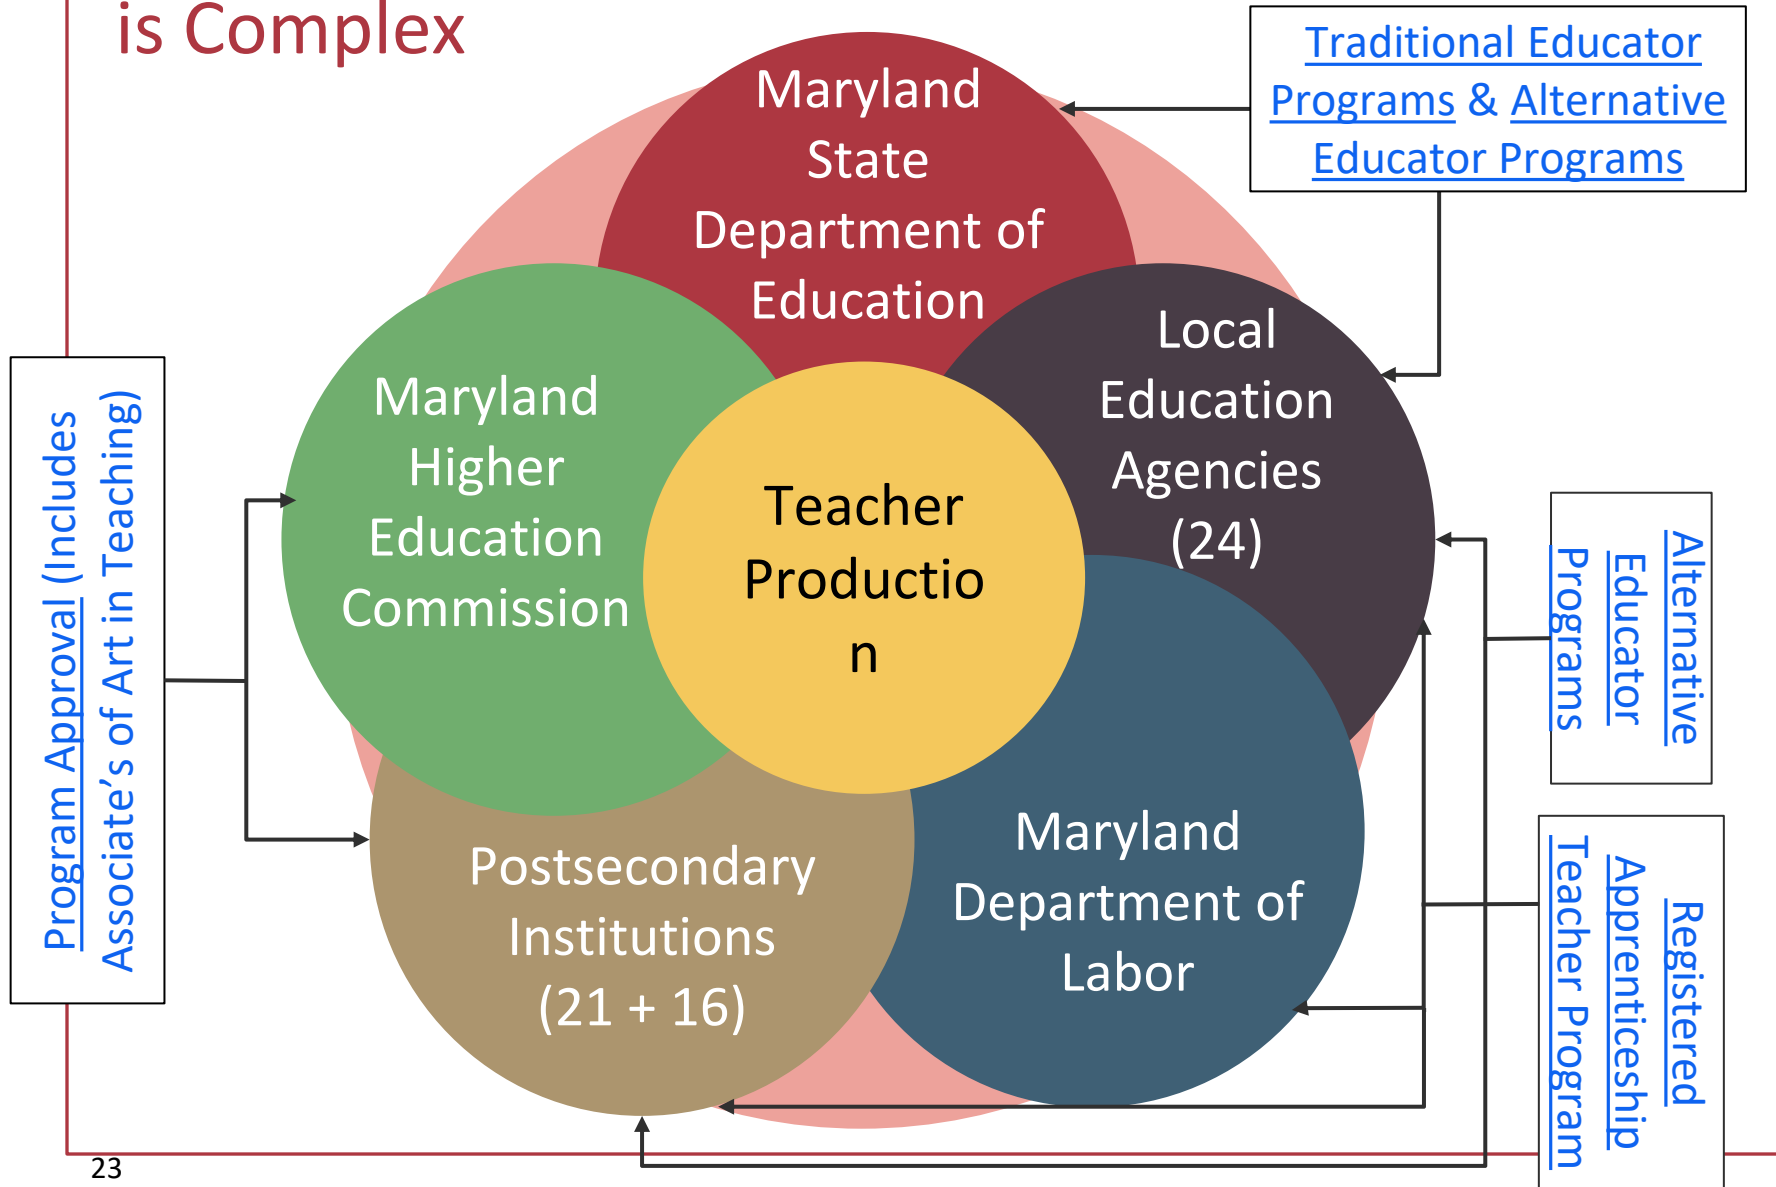 is Complex
Traditional Educator
Programs & Alternative
Educator Programs
Maryland
State
Department of
Education
Local
Education
Agencies
(24)
Maryland
Higher
Education
Commission
Teacher
Productio
n
Program Approval (Includes
Associate’s of Art in Teaching)
Alternative
Educator
Programs
Postsecondary
Institutions
(21 + 16)
Maryland
Department of
Labor
Registered
Apprenticeship
Teacher Program
23